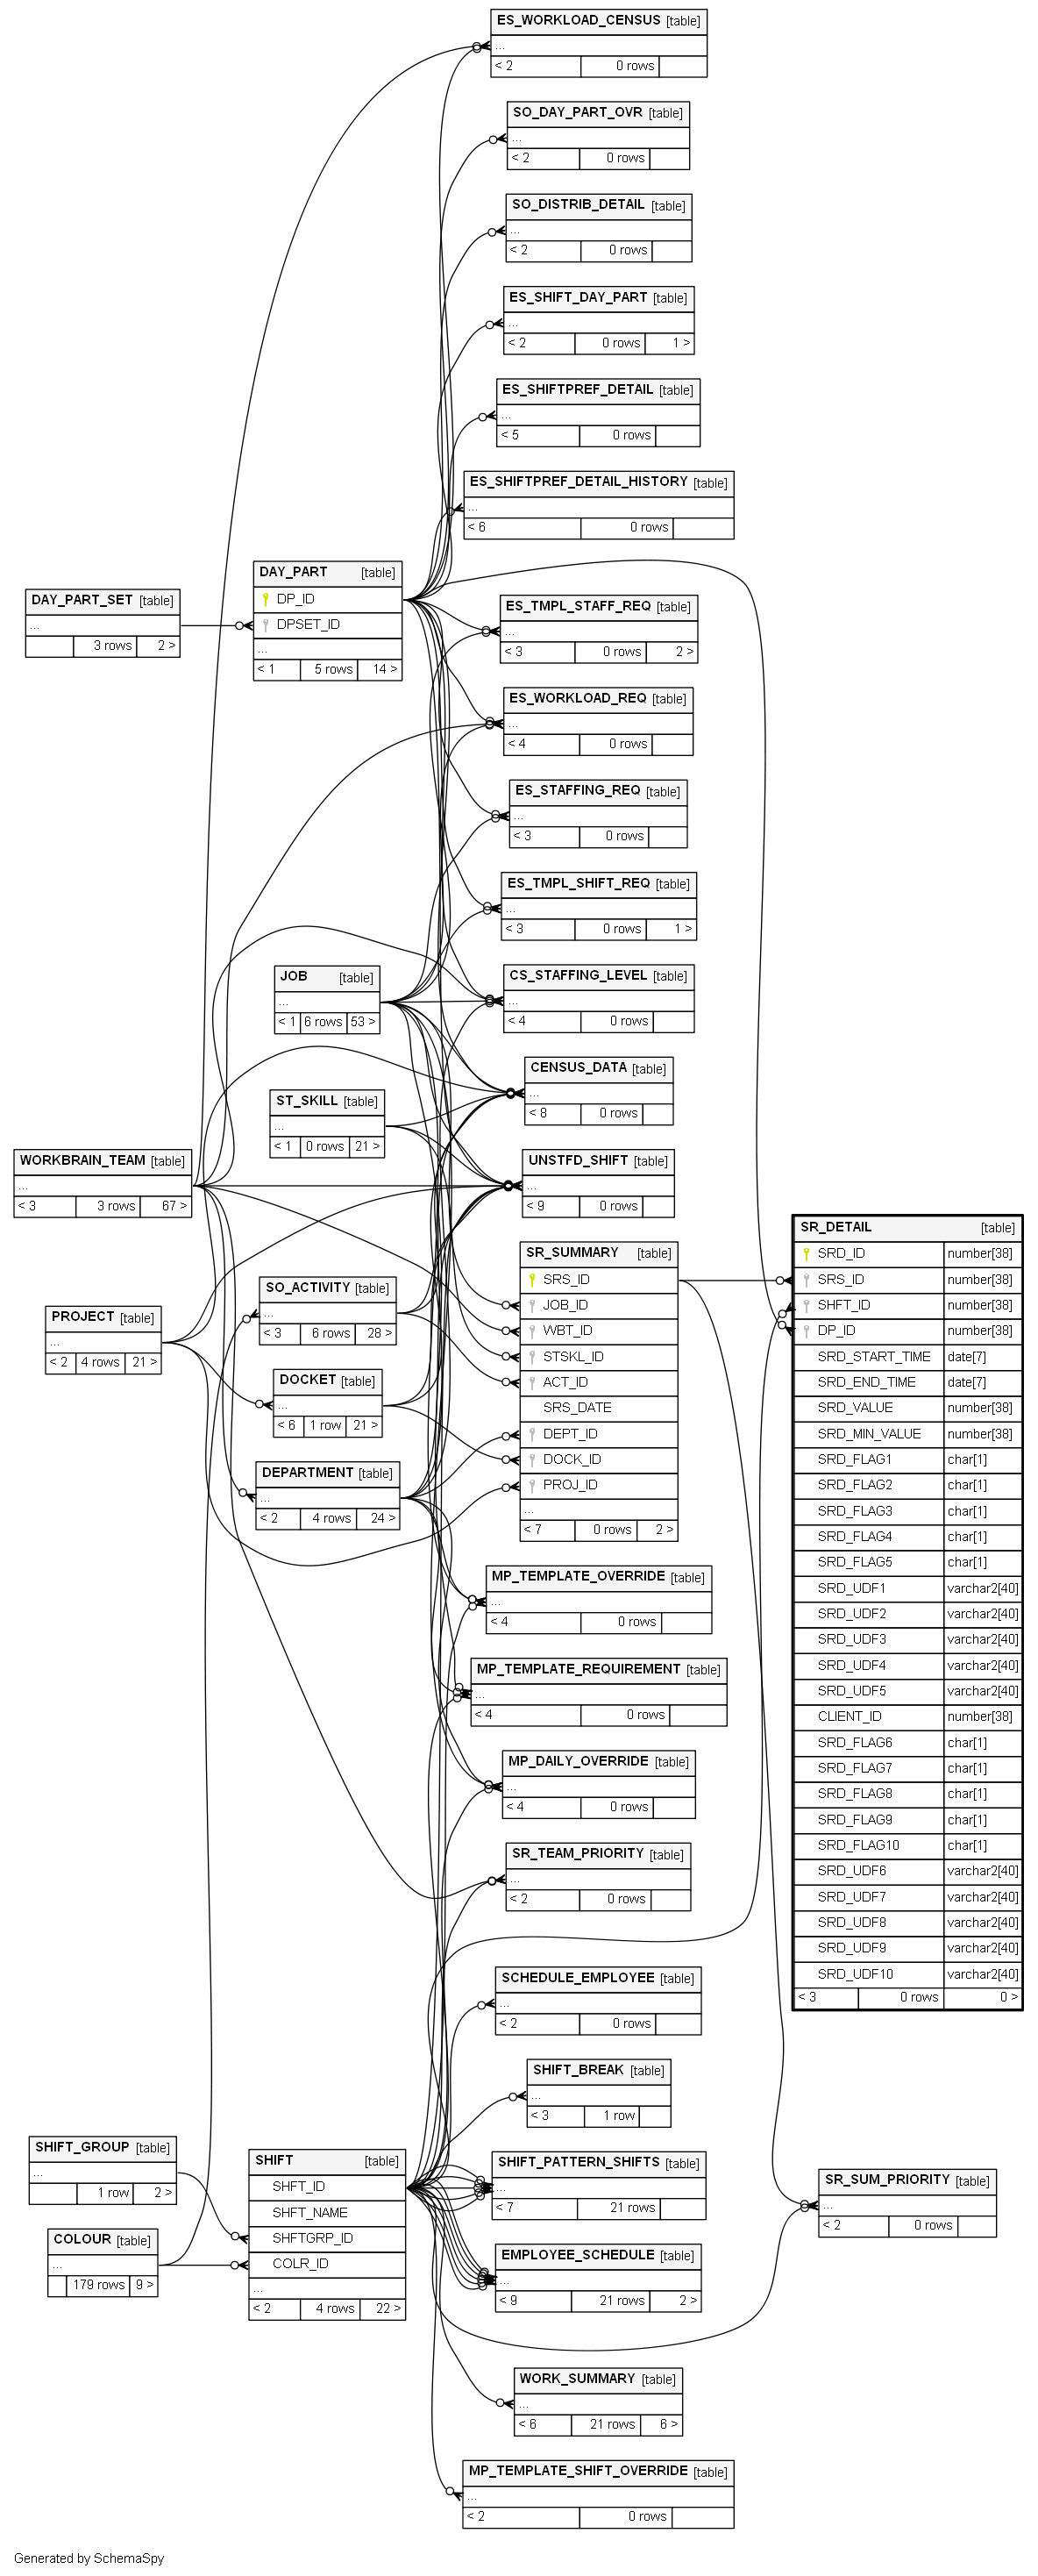 ES_WORKLOAD_CENSUS [table]
...
< 2 0 rows
SO_DAY_PART_OVR [table]
...
< 2 0 rows
SO_DISTRIB_DETAIL [table]
...
< 2 0 rows
ES_SHIFT_DAY_PART [table]
...
< 2 0 rows 1 >
ES_SHIFTPREF_DETAIL [table]
...
< 5 0 rows
ES_SHIFTPREF_DETAIL_HISTORY [table]
...
< 6 0 rows
DAY_PART_SET [table]
...
3 rows 2 >
DAY_PART [table]
DP_ID
DPSET_ID
...
< 1 5 rows 14 >
ES_TMPL_STAFF_REQ [table]
...
< 3 0 rows 2 >
ES_WORKLOAD_REQ [table]
...
< 4 0 rows
ES_STAFFING_REQ [table]
...
< 3 0 rows
ES_TMPL_SHIFT_REQ [table]
...
< 3 0 rows 1 >
JOB [table]
...
< 1 6 rows 53 >
CS_STAFFING_LEVEL [table]
...
< 4 0 rows
CENSUS_DATA [table]
...
< 8 0 rows
ST_SKILL [table]
...
< 1 0 rows 21 >
WORKBRAIN_TEAM [table]
...
< 3 3 rows 67 >
UNSTFD_SHIFT [table]
...
< 9 0 rows
SR_SUMMARY [table]
SRS_ID
JOB_ID
WBT_ID
STSKL_ID
ACT_ID
SRS_DATE
DEPT_ID
DOCK_ID
PROJ_ID
...
< 7 0 rows 2 >
SR_DETAIL [table]
SRD_ID number[38]
SRS_ID number[38]
SHFT_ID number[38]
DP_ID number[38]
SRD_START_TIME date[7]
SRD_END_TIME date[7]
SRD_VALUE number[38]
SRD_MIN_VALUE number[38]
SRD_FLAG1 char[1]
SRD_FLAG2 char[1]
SRD_FLAG3 char[1]
SRD_FLAG4 char[1]
SRD_FLAG5 char[1]
SRD_UDF1 varchar2[40]
SRD_UDF2 varchar2[40]
SRD_UDF3 varchar2[40]
SRD_UDF4 varchar2[40]
SRD_UDF5 varchar2[40]
CLIENT_ID number[38]
SRD_FLAG6 char[1]
SRD_FLAG7 char[1]
SRD_FLAG8 char[1]
SRD_FLAG9 char[1]
SRD_FLAG10 char[1]
SRD_UDF6 varchar2[40]
SRD_UDF7 varchar2[40]
SRD_UDF8 varchar2[40]
SRD_UDF9 varchar2[40]
SRD_UDF10 varchar2[40]
< 3 0 rows 0 >
SO_ACTIVITY [table]
...
< 3 6 rows 28 >
PROJECT [table]
...
< 2 4 rows 21 >
DOCKET [table]
...
< 6 1 row 21 >
DEPARTMENT [table]
...
< 2 4 rows 24 >
MP_TEMPLATE_OVERRIDE [table]
...
< 4 0 rows
MP_TEMPLATE_REQUIREMENT [table]
...
< 4 0 rows
MP_DAILY_OVERRIDE [table]
...
< 4 0 rows
SR_TEAM_PRIORITY [table]
...
< 2 0 rows
SCHEDULE_EMPLOYEE [table]
...
< 2 0 rows
SHIFT_BREAK [table]
...
< 3 1 row
SHIFT_GROUP [table]
...
1 row 2 >
COLOUR [table]
...
179 rows 9 >
SHIFT [table]
SHFT_ID
SHFT_NAME
SHFTGRP_ID
COLR_ID
...
< 2 4 rows 22 >
SHIFT_PATTERN_SHIFTS [table]
...
< 7 21 rows
SR_SUM_PRIORITY [table]
...
< 2 0 rows
EMPLOYEE_SCHEDULE [table]
...
< 9 21 rows 2 >
WORK_SUMMARY [table]
...
< 6 21 rows 6 >
MP_TEMPLATE_SHIFT_OVERRIDE [table]
...
< 2 0 rows
Generated by SchemaSpy